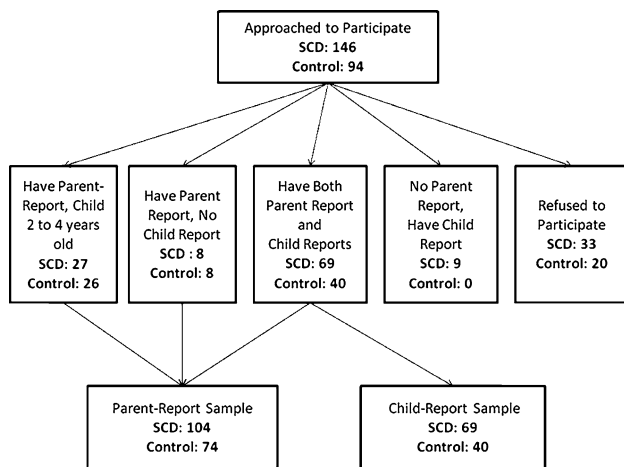 Approached to Participate
SCD: 146
Control: 94
Have Parent-
Report, Child
2 to 4 years
old
SCD: 27
Control: 26
Have Parent
Report, No
Child Report
SCD : 8
Control: 8
Have Both
Parent Report
and
Child Reports
SCD: 69
Control: 40
No Parent
Report,
Have Child
Report
SCD: 9
Control: 0
Refused to
Participate
SCD: 33
Control: 20
Parent-Report Sample
SCD: 104
Control: 74
Child-Report Sample
SCD: 69
Control: 40